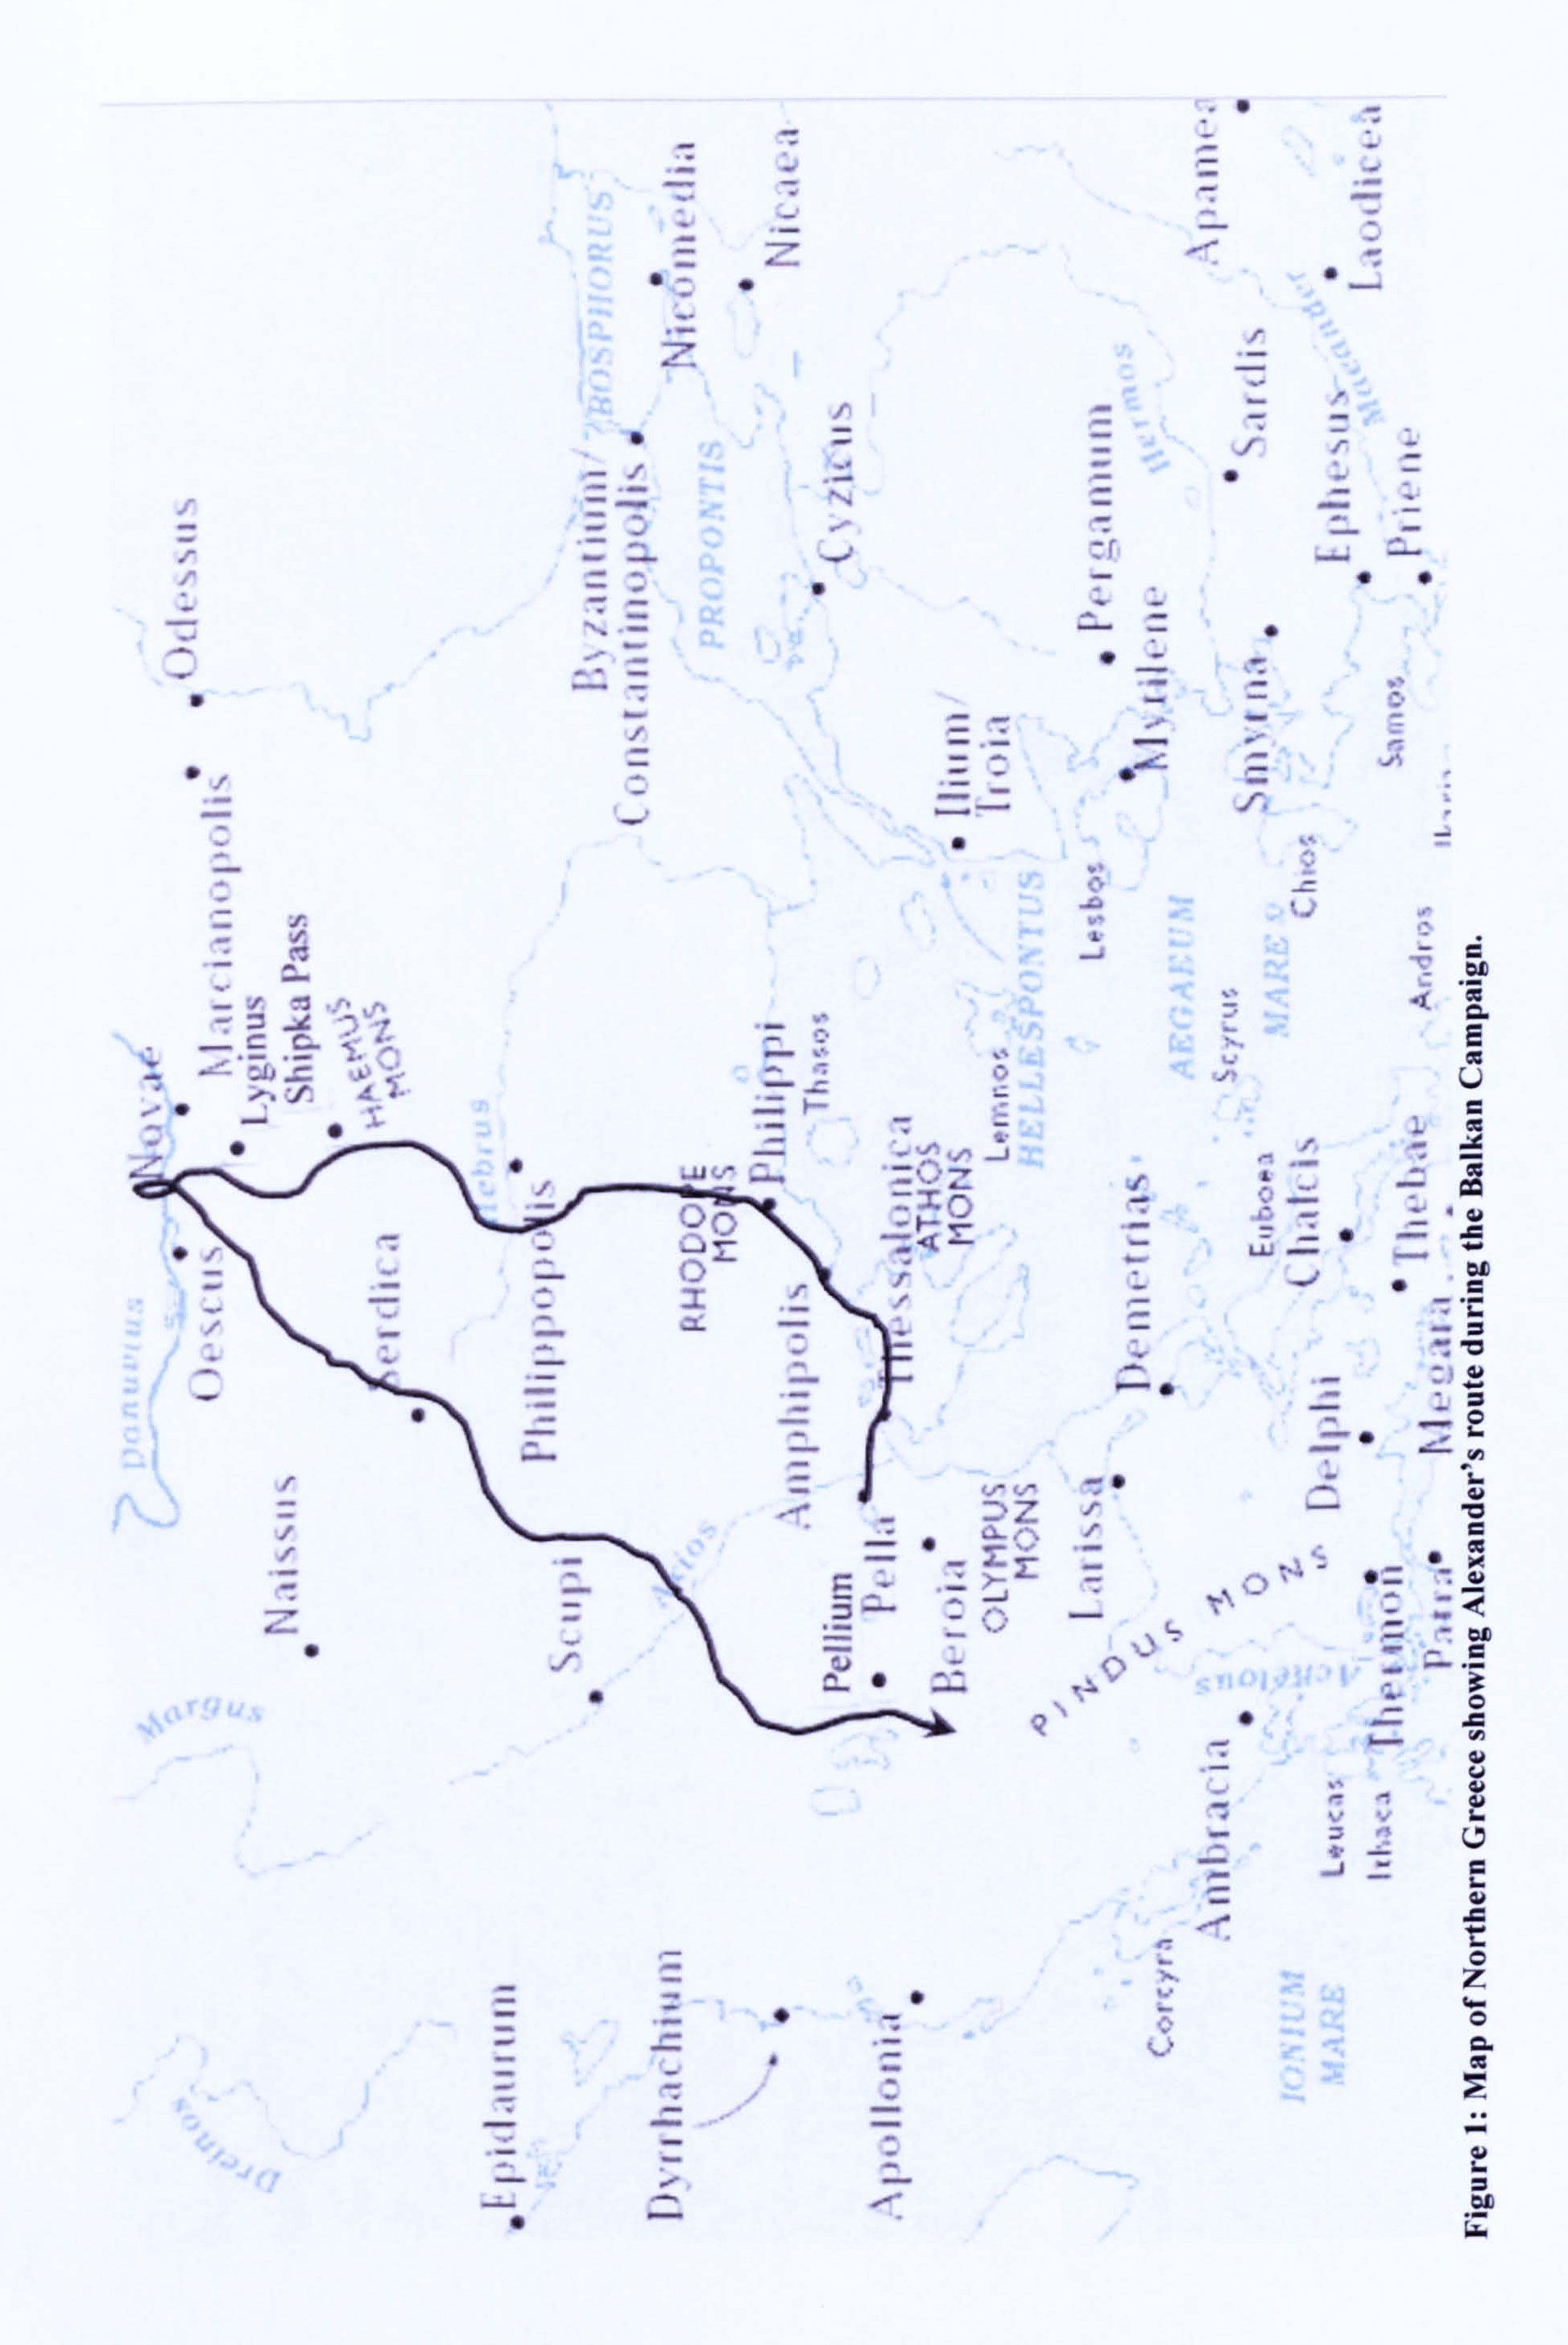 Danuvius
Novae
Margus
Odessus
Oescus
Dreinos
Marcianopolis
Lyginus
Naissus
Shipka Pass
HAEMUS
MONS
Serdica
Hebrus
Epidaurum
Philippopolis
Scupi
Byzantium/
Constantinopolis
BOSPHORUS
Dyrrhachium
Axios
Nicomedia
RHODOPE
MONS
PROPONTIS
Philippi
Nicaea
Amphipolis
Thasos
Cyzicus
Pellium
Pella
Apollonia
Thessalonica
ATHOS
MONS
Ilium/
Troia
Beroia
OLYMPUS
MONS
Lemnos
HELLESPONTUS
Larissa
Lesbos
Pergamum
Hermos
PINDUS MONS
Demetrias
Mytilene
Corcyra
AEGAEUM
MARE
Apamea
Ambracia
Achelous
Scyrus
Smyrna
Sardis
Euboea
Chalcis
Chios
IONIUM
MARE
Delphi
Ephesus
Maeander
Leucas
Laodicea
Ithaca
Thermon
Samos
Thebae
Priene
Andros
Patra
Megara
Figure 1: Map of Northern Greece showing Alexander's route during the Balkan Campaign.